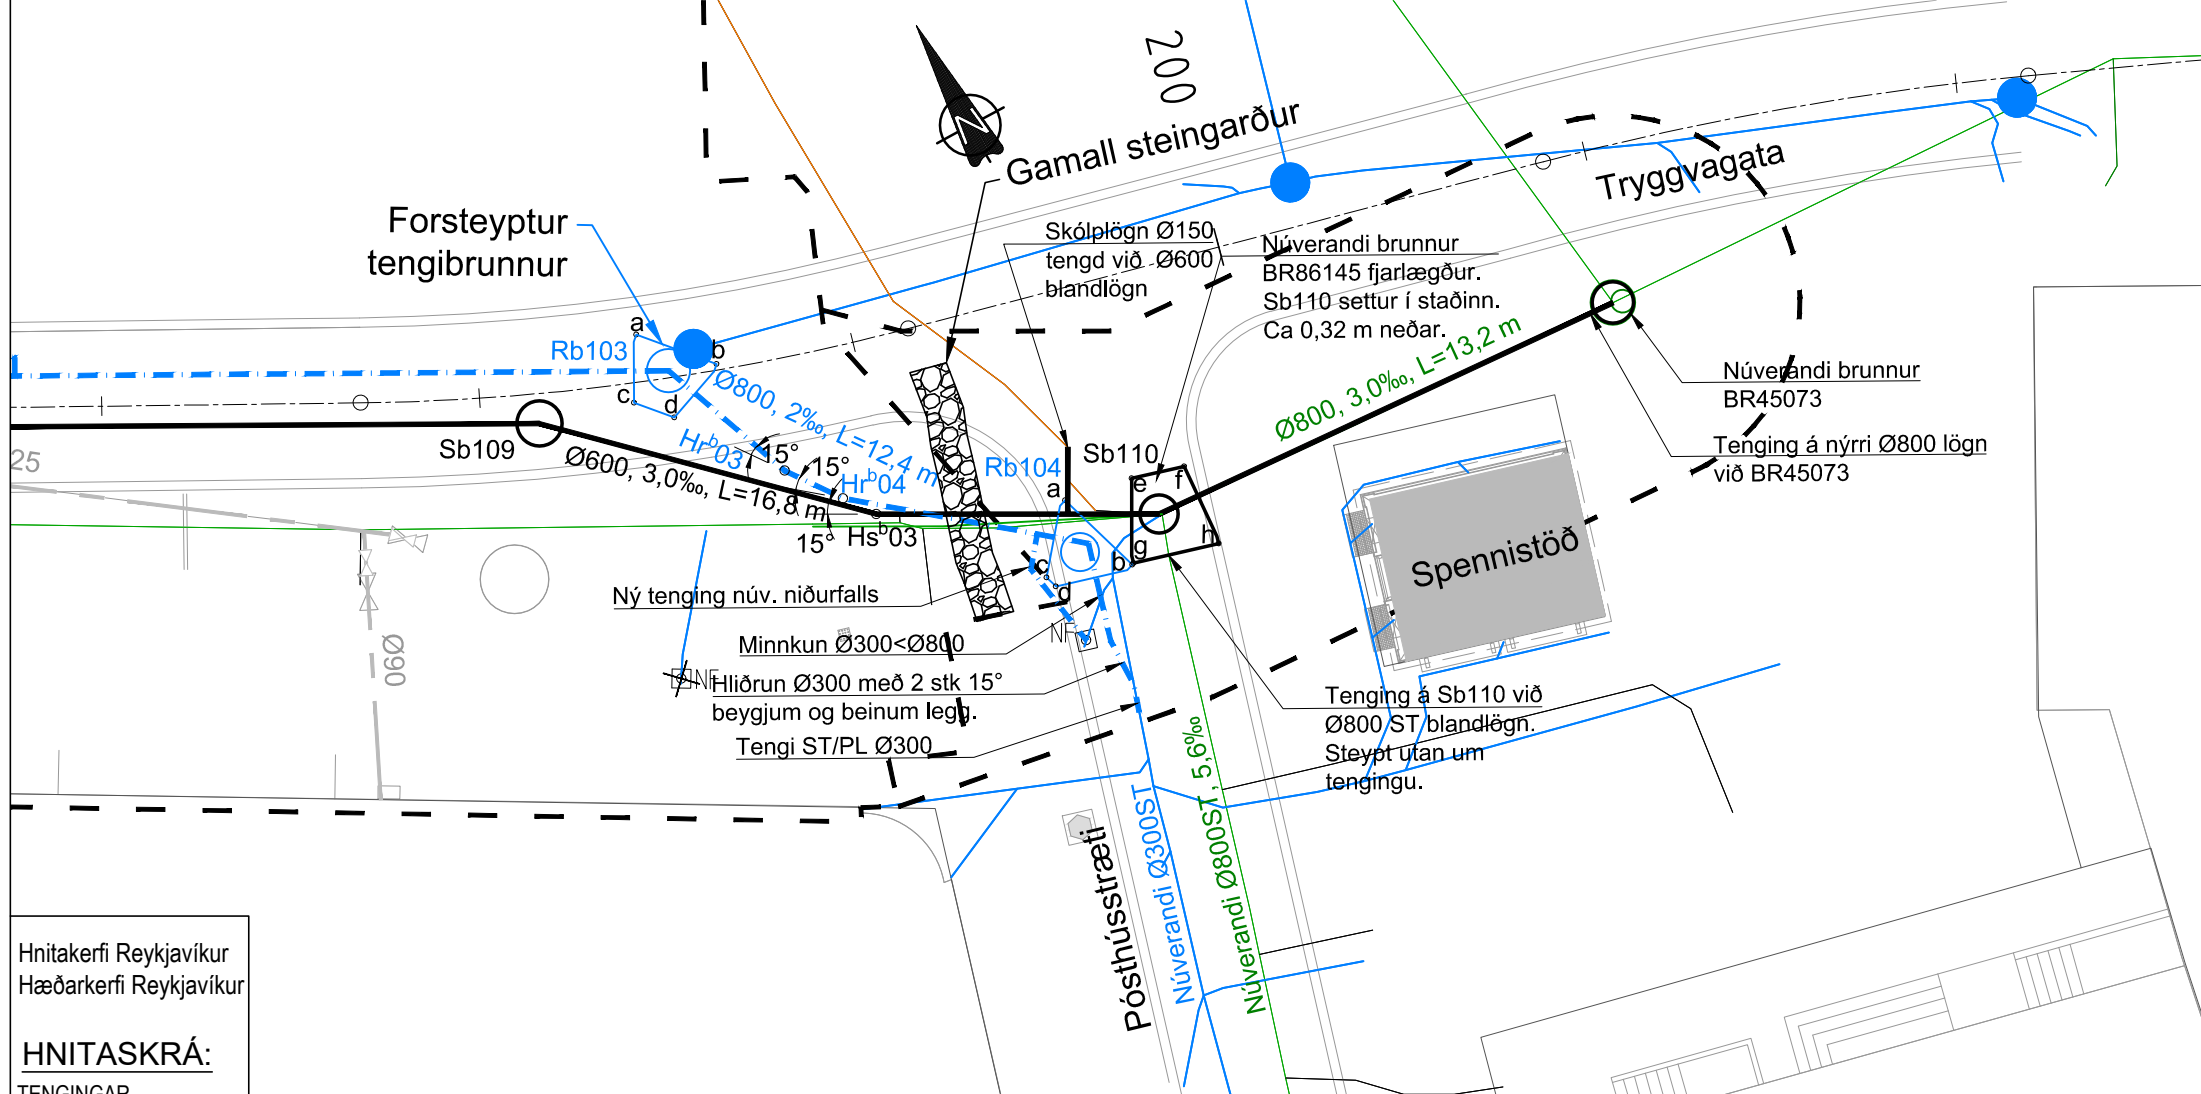 200
N
Gamall steingarður
Tryggvagata
Forsteyptur
tengibrunnur
Skólplögn Ø150
tengd við Ø600
blandlögn
Núverandi brunnur
BR86145 fjarlægður.
Sb110 settur í staðinn.
Ca 0,32 m neðar.
Núverandi brunnur
BR45073
Tenging á nýrri Ø800 lögn
við BR45073
Ø800, 3,0‰, L=13,2 m
a
Rb103
b
c
d
Ø800, 2‰, L=12,4 m
Sb109
25
Hrᵇ03
15°
15°
Hrᵇ04
Ø600, 3,0‰, L=16,8 m
15°
Hsᵇ03
Rb104
a
Sb110
e
f
g
h
b
c
d
Ný tenging núv. niðurfalls
Minnkun Ø300<Ø800
NF
NF
Hliðrun Ø300 með 2 stk 15°
beygjum og beinum legg.
Tengi ST/PL Ø300
Ø90
Spennistöð
Tenging á Sb110 við
Ø800 ST blandlögn.
Steypt utan um
tengingu.
Pósthússtræti
Núverandi Ø300ST
Núverandi Ø800ST, 5,6‰
Hnitakerfi Reykjavíkur
Hæðarkerfi Reykjavíkur
HNITASKRÁ:
TENGINGAR